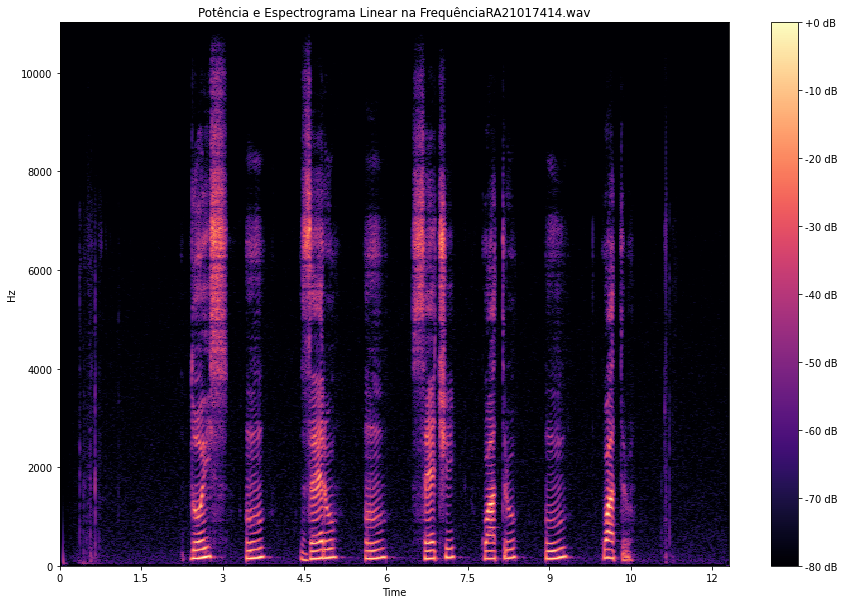 Potência e Espectrograma Linear na FrequênciaRA21017414.wav
+0 dB
10000
-10 dB
8000
-20 dB
-30 dB
6000
Hz
-40 dB
4000
-50 dB
-60 dB
2000
-70 dB
0
-80 dB
0 1.5 3 4.5 6 7.5 9 10 12
Time